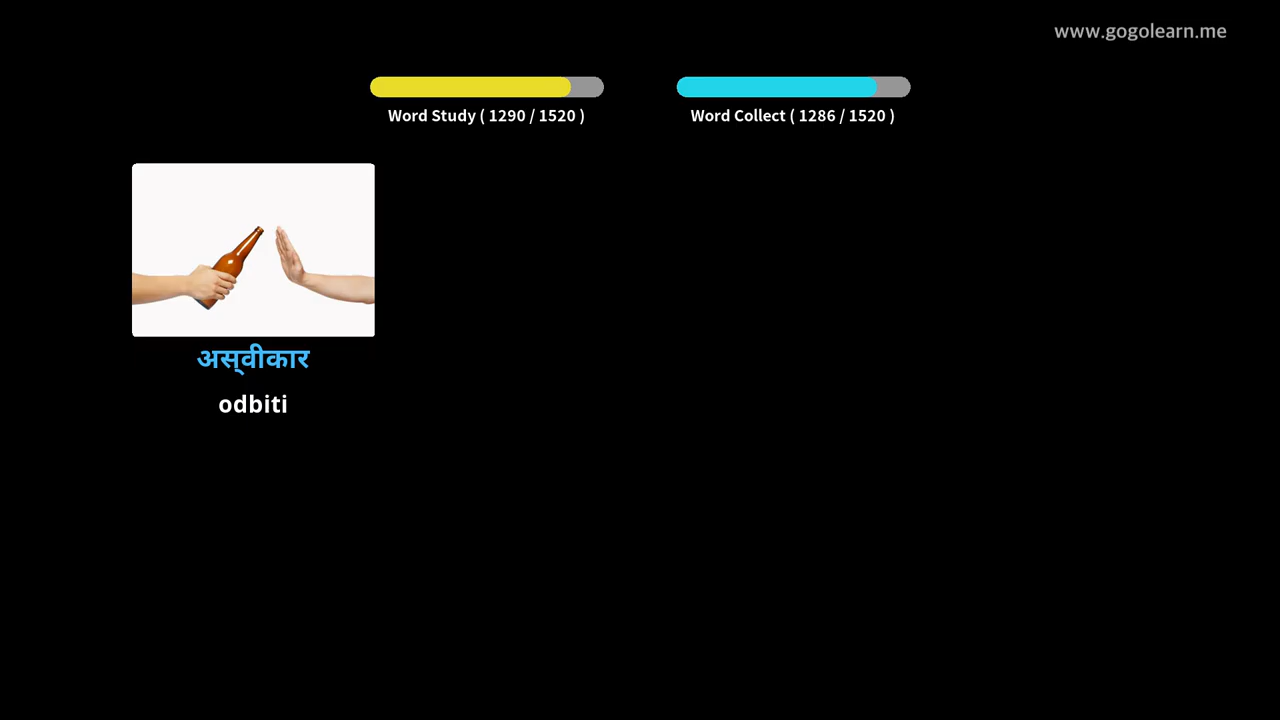 www.gogolearn.me
Word Study ( 1290 / 1520 )
Word Collect ( 1286 / 1520 )
अस्वीकार
odbiti